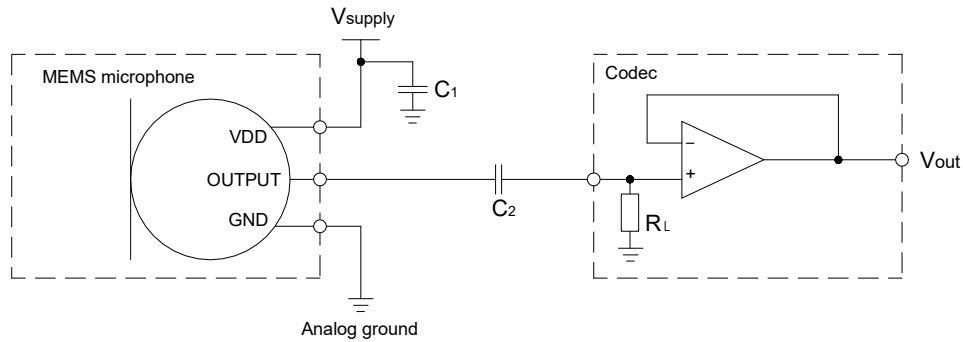 Vsupply
MEMS microphone
C1
Codec
VDD
OUTPUT
GND
C2
−
+
RL
Vout
Analog ground